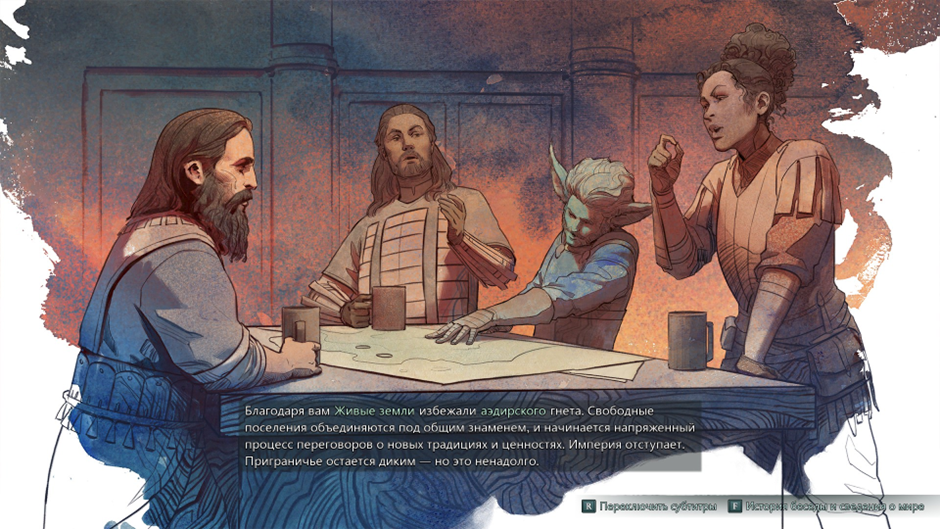 Благодаря вам Живые земли избежали аэдирского гнета. Свободные
поселения объединяются под общим знаменем, и начинается напряженный
процесс переговоров о новых традициях и ценностях. Империя отступает.
Приграничье остается диким — но это ненадолго.
R Переключить субтитры F История беседы и сведения о мире